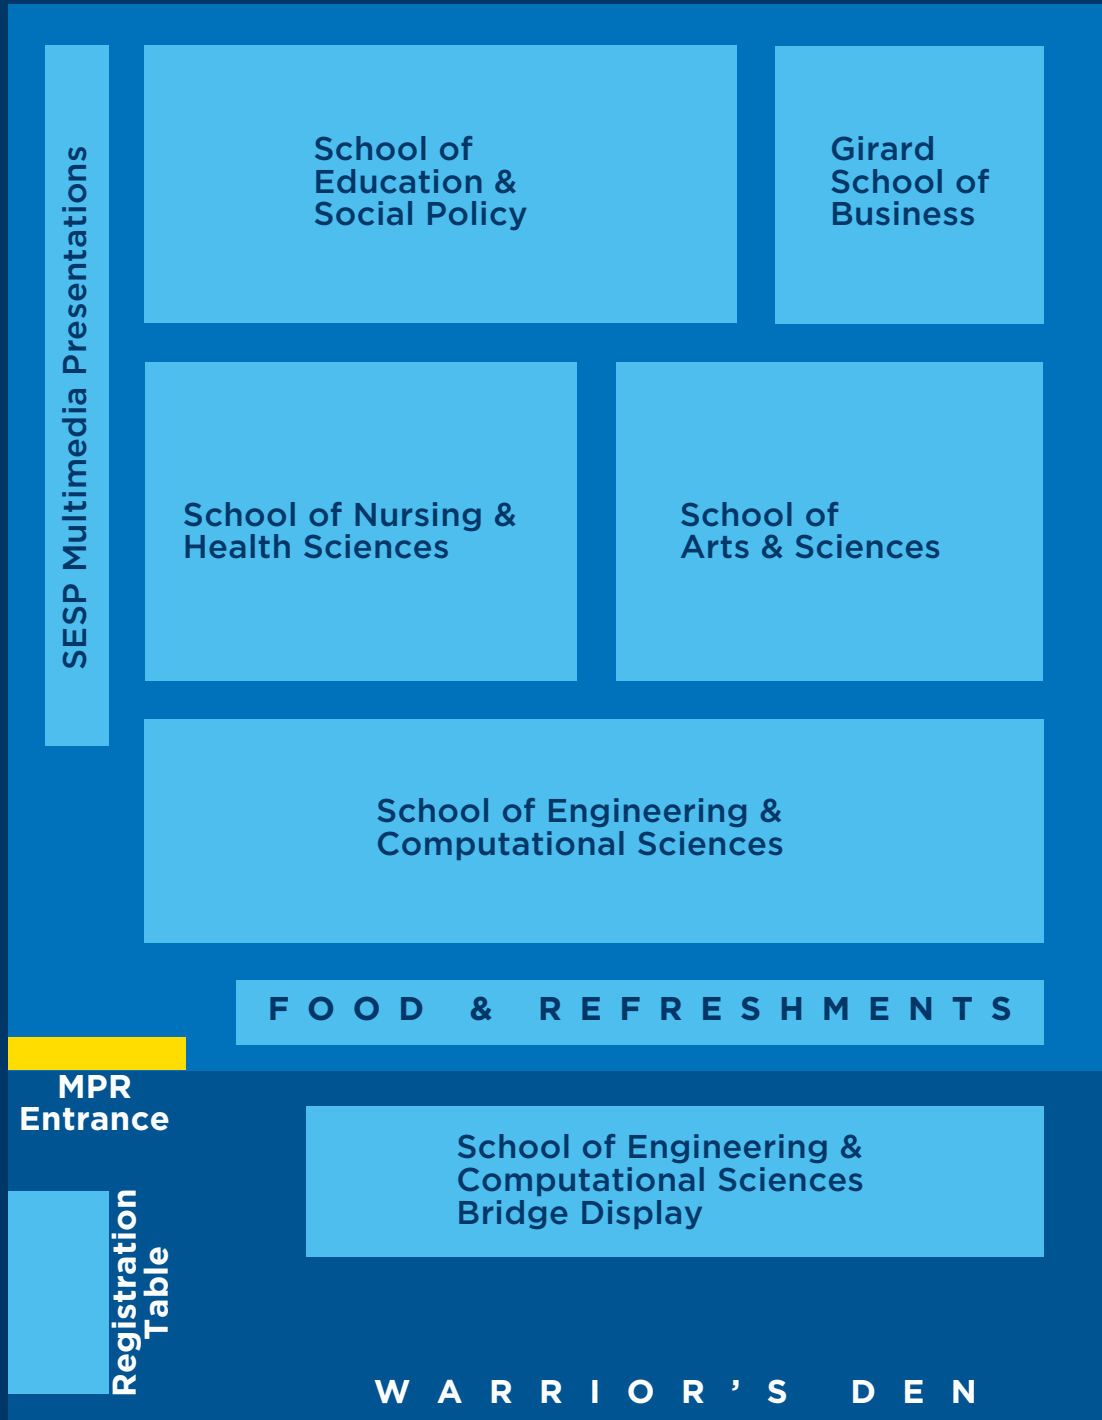 SESP Multimedia Presentations
School of
Education &
Social Policy
Girard
School of
Business
School of Nursing &
Health Sciences
School of
Arts & Sciences
School of Engineering &
Computational Sciences
FOOD & REFRESHMENTS
MPR
Entrance
School of Engineering &
Computational Sciences
Bridge Display
Registration
Table
WARRIOR’S DEN